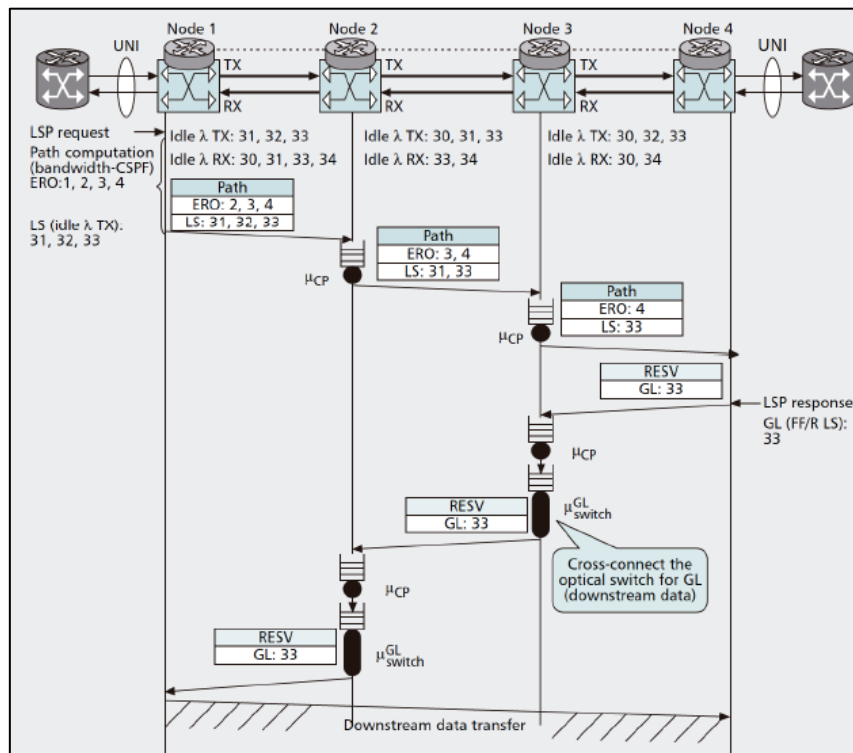 Node 1
Node 2
Node 3
Node 4
UNI
TX
TX
TX
UNI
RX
RX
RX
LSP request
Path computation
(bandwidth-CSPF)
ERO:1, 2, 3, 4
LS (idle λ TX):
31, 32, 33
Idle λ TX: 31, 32, 33
Idle λ RX: 30, 31, 33, 34
Idle λ TX: 30, 31, 33
Idle λ RX: 33, 34
Idle λ TX: 30, 32, 33
Idle λ RX: 30, 34
Path
ERO: 2, 3, 4
LS: 31, 32, 33
Path
ERO: 3, 4
LS: 31, 33
μCP
Path
ERO: 4
LS: 33
μCP
RESV
GL: 33
LSP response
GL (FF/R LS):
33
μCP
RESV
GL: 33
μGL switch
Cross-connect the
optical switch for GL
(downstream data)
μCP
RESV
GL: 33
μGL switch
Downstream data transfer